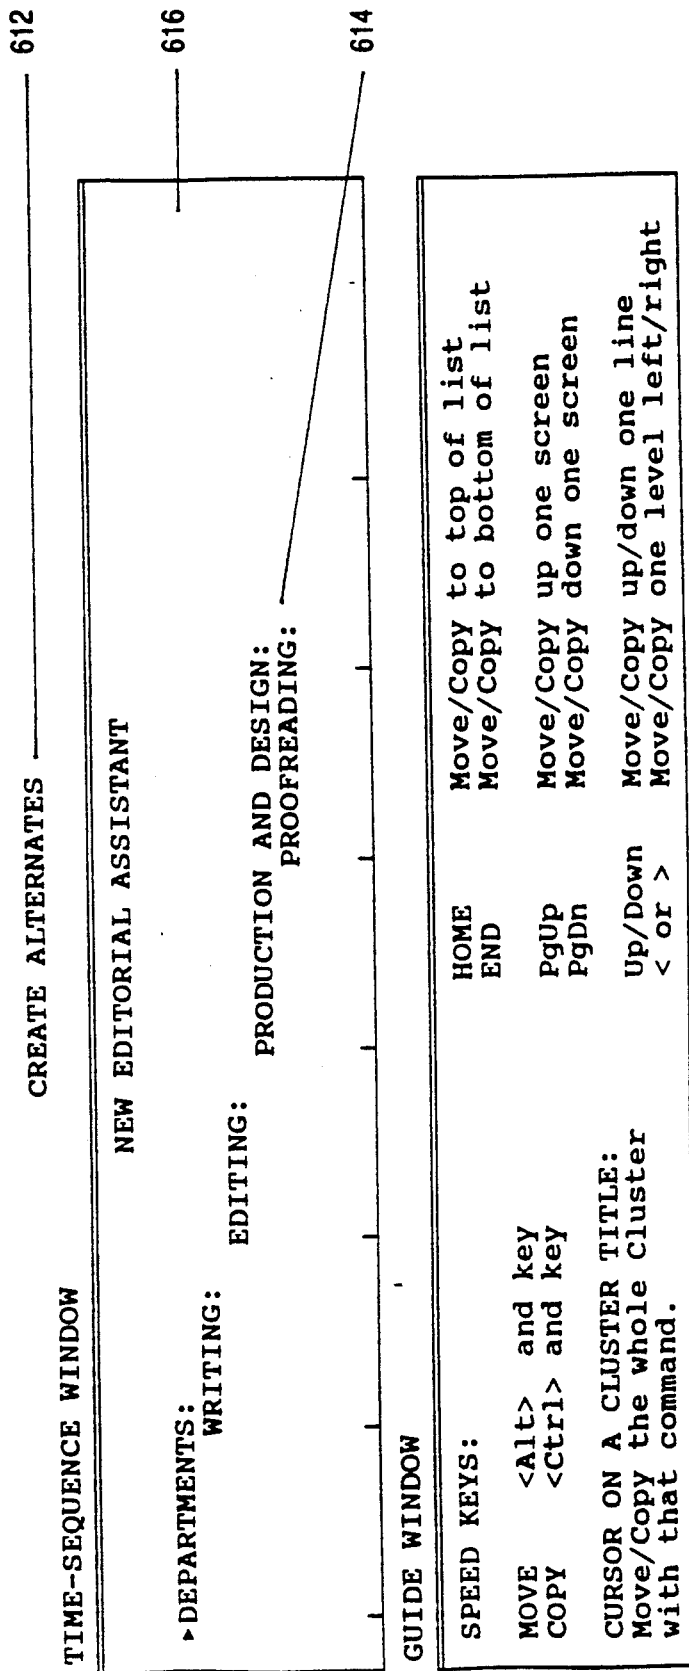 CREATE ALTERNATES 612
TIME-SEQUENCE WINDOW
NEW EDITORIAL ASSISTANT
616
►DEPARTMENTS:
WRITING:
EDITING:
PRODUCTION AND DESIGN:
PROOFREADING:
614
GUIDE WINDOW
SPEED KEYS: HOME Move/Copy to top of list
END Move/Copy to bottom of list
MOVE <Alt> and key
COPY <Ctrl> and key PgUp Move/Copy up one screen
PgDn Move/Copy down one screen
CURSOR ON A CLUSTER TITLE:
Move/Copy the whole Cluster Up/Down Move/Copy up/down one line
with that command. < or > Move/Copy one level left/right